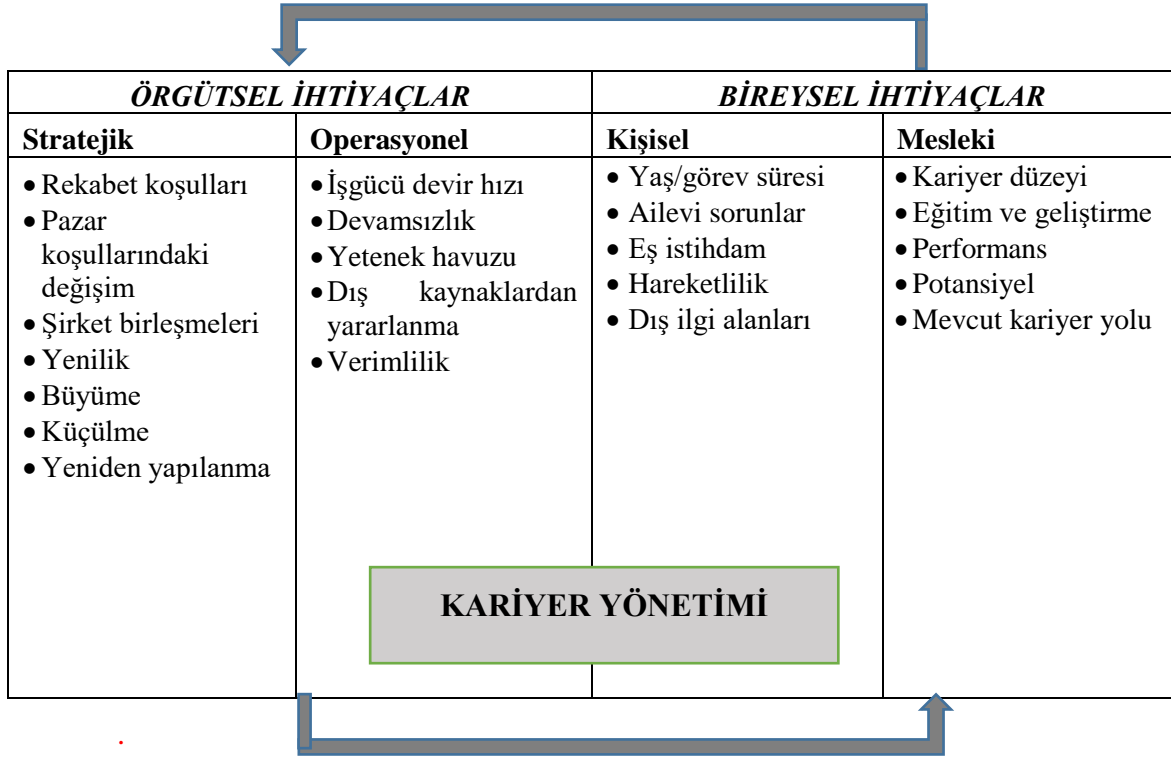 ÖRGÜTSEL İHTİYAÇLAR
BİREYSEL İHTİYAÇLAR
Stratejik
• Rekabet koşulları
• Pazar
koşullarındaki
değişim
• Şirket birleşmeleri
• Yenilik
• Büyüme
• Küçülme
• Yeniden yapılanma
Operasyonel
• İşgücü devir hızı
• Devamsızlık
• Yetenek havuzu
• Dış kaynaklardan
yararlanma
• Verimlilik
Kişisel
• Yaş/görev süresi
• Ailevi sorunlar
• Eş istihdam
• Hareketlilik
• Dış ilgi alanları
Mesleki
• Kariyer düzeyi
• Eğitim ve geliştirme
• Performans
• Potansiyel
• Mevcut kariyer yolu
KARİYER YÖNETİMİ
.